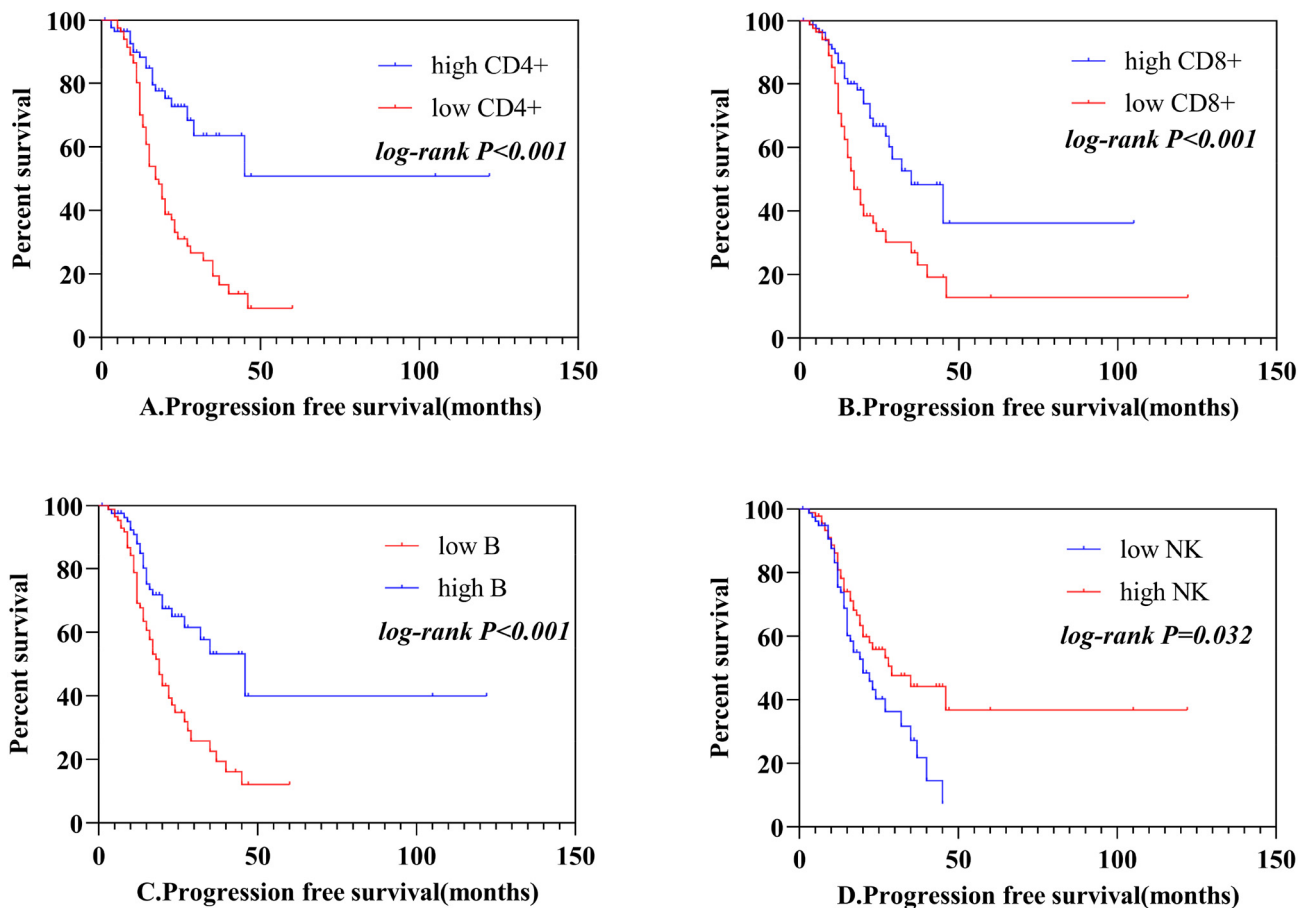 Percent survival
100
80
60
40
20
0
high CD4+
low CD4+
log-rank P<0.001
0 50 100 150
A.Progression free survival(months)
Percent survival
100
80
60
40
20
0
high CD8+
low CD8+
log-rank P<0.001
0 50 100 150
B.Progression free survival(months)
Percent survival
100
80
60
40
20
0
low B
high B
log-rank P<0.001
0 50 100 150
C.Progression free survival(months)
Percent survival
100
80
60
40
20
0
low NK
high NK
log-rank P=0.032
0 50 100 150
D.Progression free survival(months)